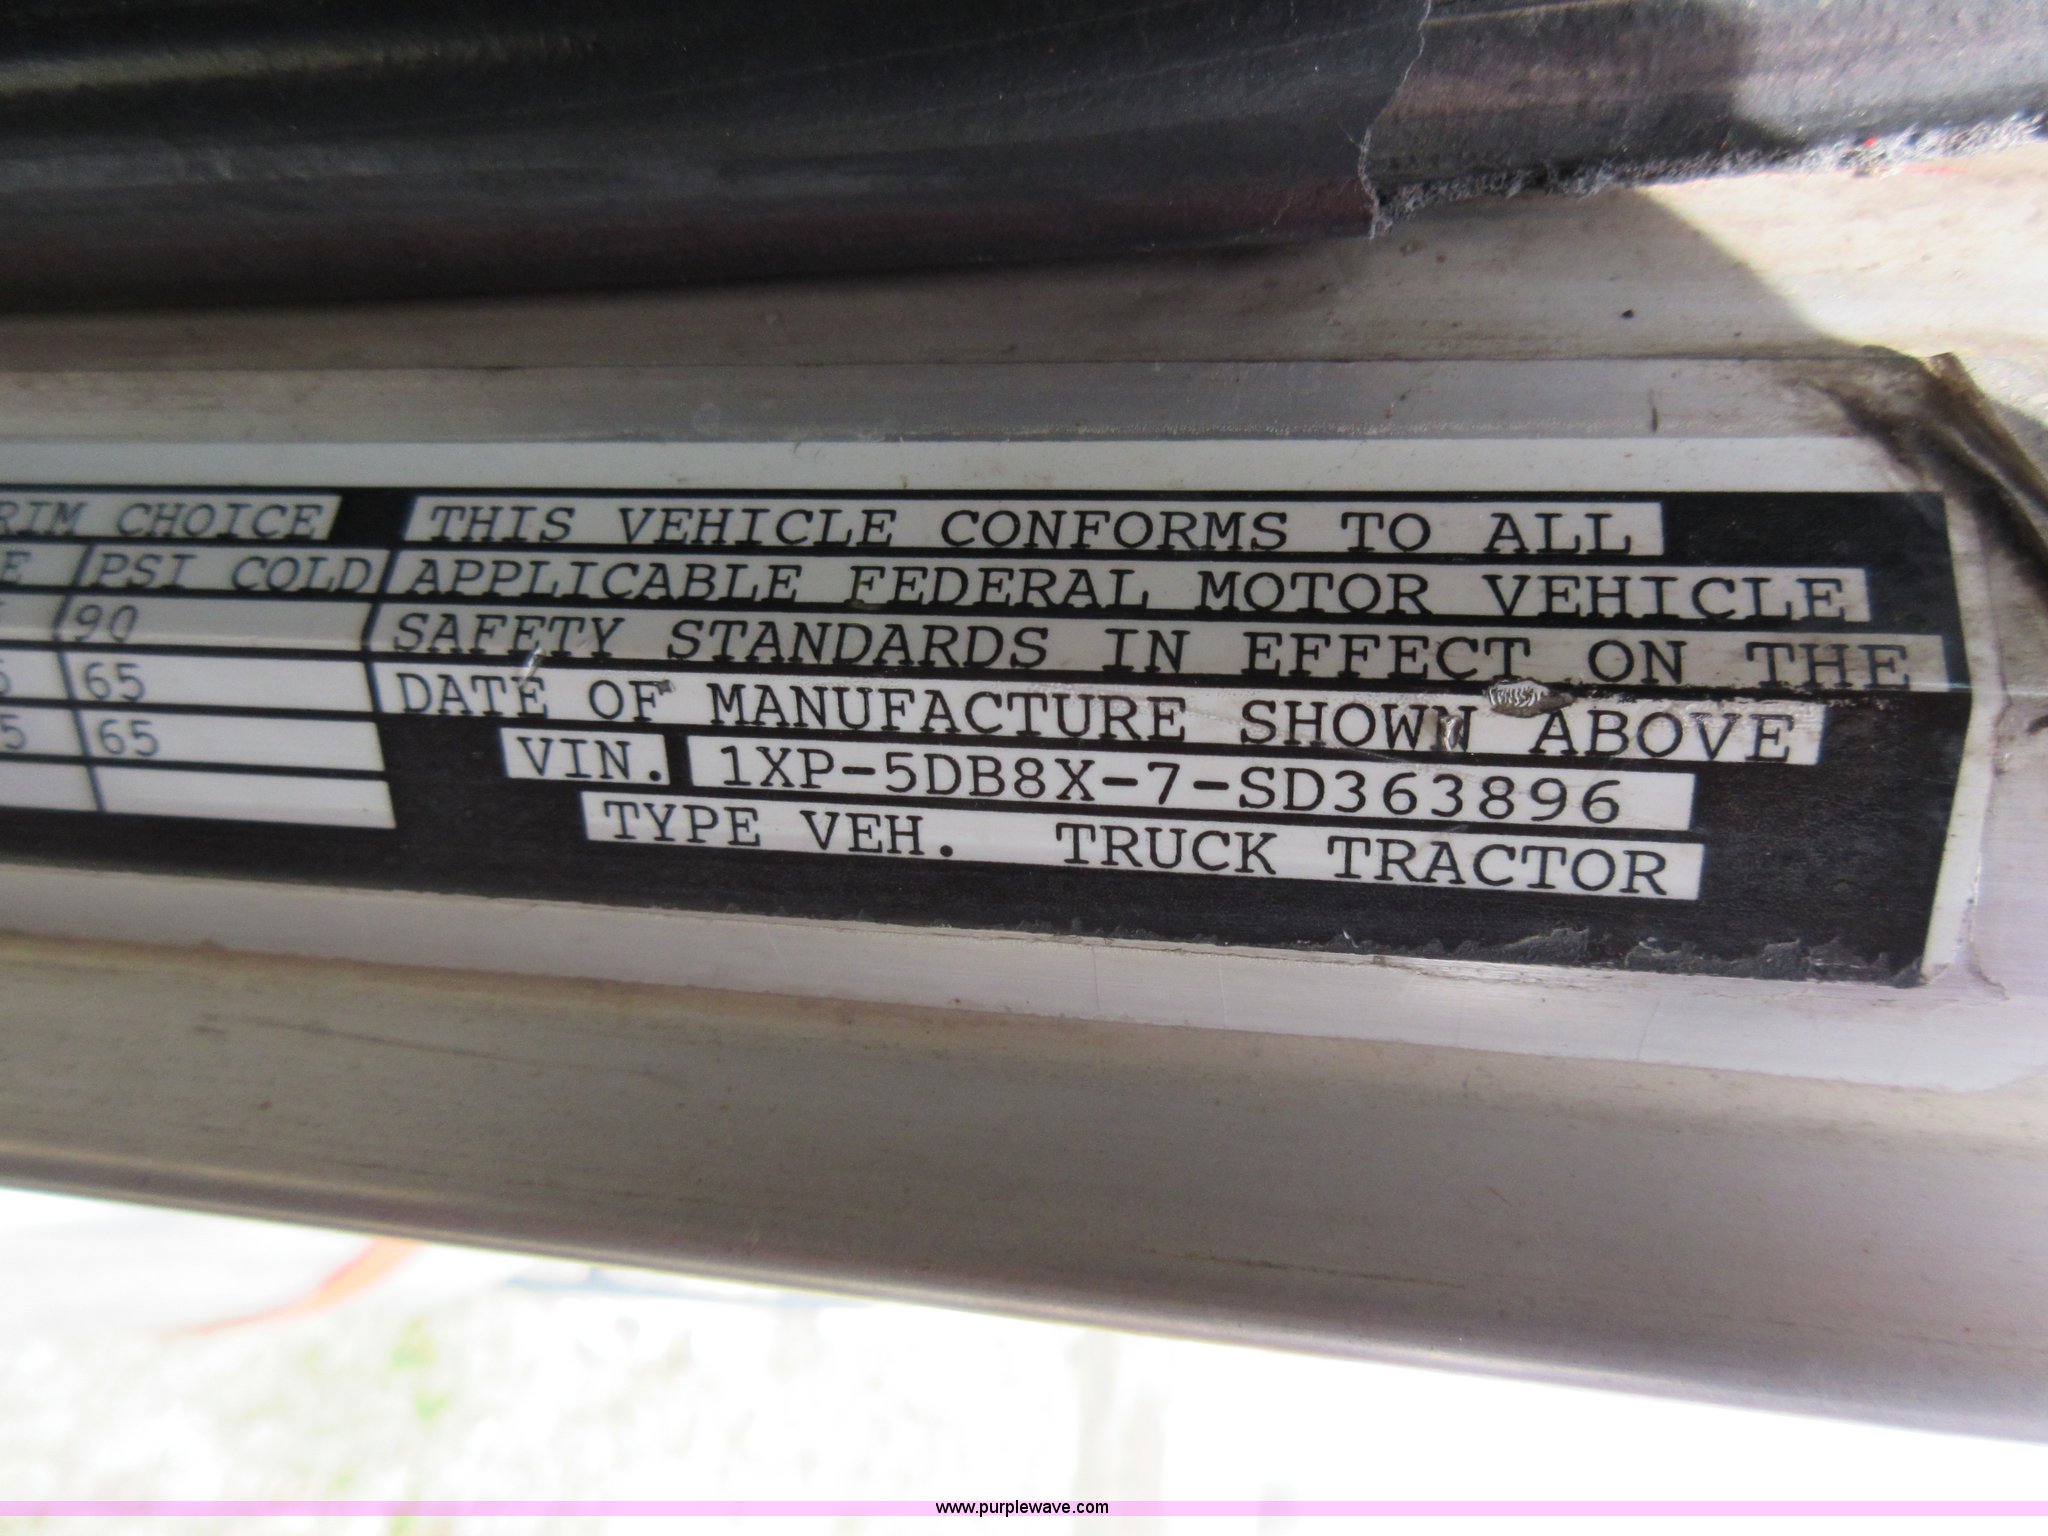 RIM CHOICE
PSI COLD
90
65
65
THIS VEHICLE CONFORMS TO ALL
APPLICABLE FEDERAL MOTOR VEHICLE
SAFETY STANDARDS IN EFFECT ON THE
DATE OF MANUFACTURE SHOWN ABOVE
VIN. 1XP-5DB8X-7-SD363896
TYPE VEH. TRUCK TRACTOR
www.purplewave.com